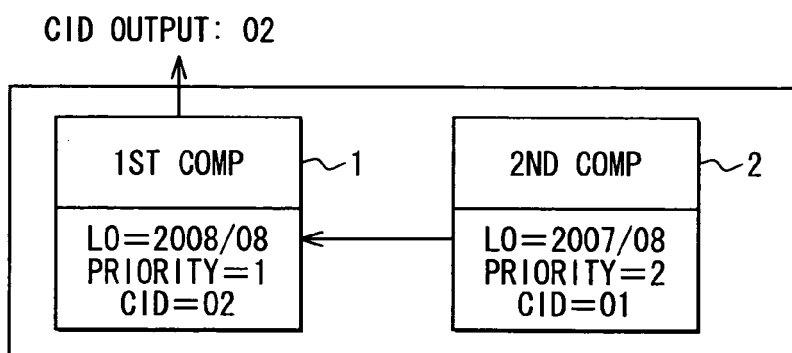 CID OUTPUT: 02
1ST COMP
1
2ND COMP
2
LO=2008/08
PRIORITY=1
CID=02
LO=2007/08
PRIORITY=2
CID=01